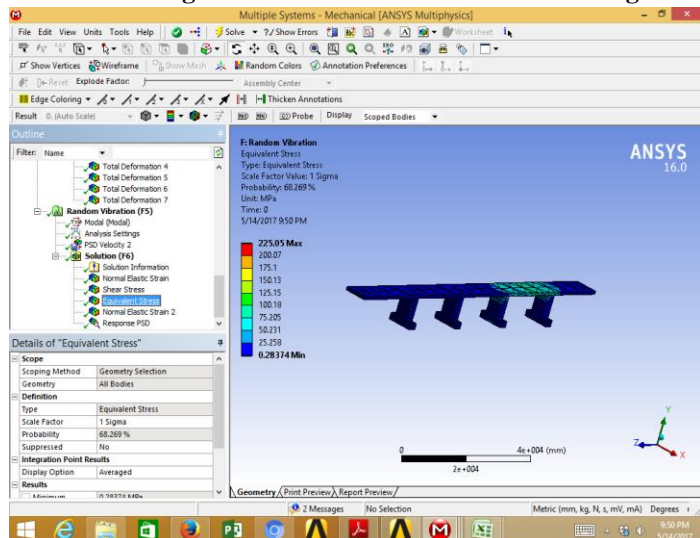 Multiple Systems - Mechanical [ANSYS Multiphysics]
File Edit View Units Tools Help Solve ?/ Show Errors Worksheet
Show Vertices Wireframe Show Mesh Random Colors Annotation Preferences
Reset Explode Factor: Assembly Center
Edge Coloring Thicken Annotations
Result 0. (Auto Scale) Probe Display Scoped Bodies
Outline
Filter: Name
Total Deformation 4
Total Deformation 5
Total Deformation 6
Total Deformation 7
Random Vibration (F5)
Modal (Modal)
Analysis Settings
PSD Velocity 2
Solution (F6)
Solution Information
Normal Elastic Strain
Shear Stress
Equivalent Stress
Normal Elastic Strain 2
Response PSD
Details of "Equivalent Stress"
Scope
Scoping Method Geometry Selection
Geometry All Bodies
Definition
Type Equivalent Stress
Scale Factor 1 Sigma
Probability 68.269 %
Suppressed No
Integration Point Results
Display Option Averaged
Results
Minimum 0.28374 MPa
F: Random Vibration
Equivalent Stress
Type: Equivalent Stress
Scale Factor Value: 1 Sigma
Probability: 68.269 %
Unit: MPa
Time: 0
5/14/2017 9:50 PM
225.05 Max
200.07
175.1
150.13
125.15
100.18
75.205
50.231
25.258
0.28374 Min
ANSYS
16.0
0 4e+004 (mm)
2e+004
Y
Z X
Geometry Print Preview Report Preview
2 Messages No Selection Metric (mm, kg, N, s, mV, mA) Degrees
9:50 PM
5/14/2017